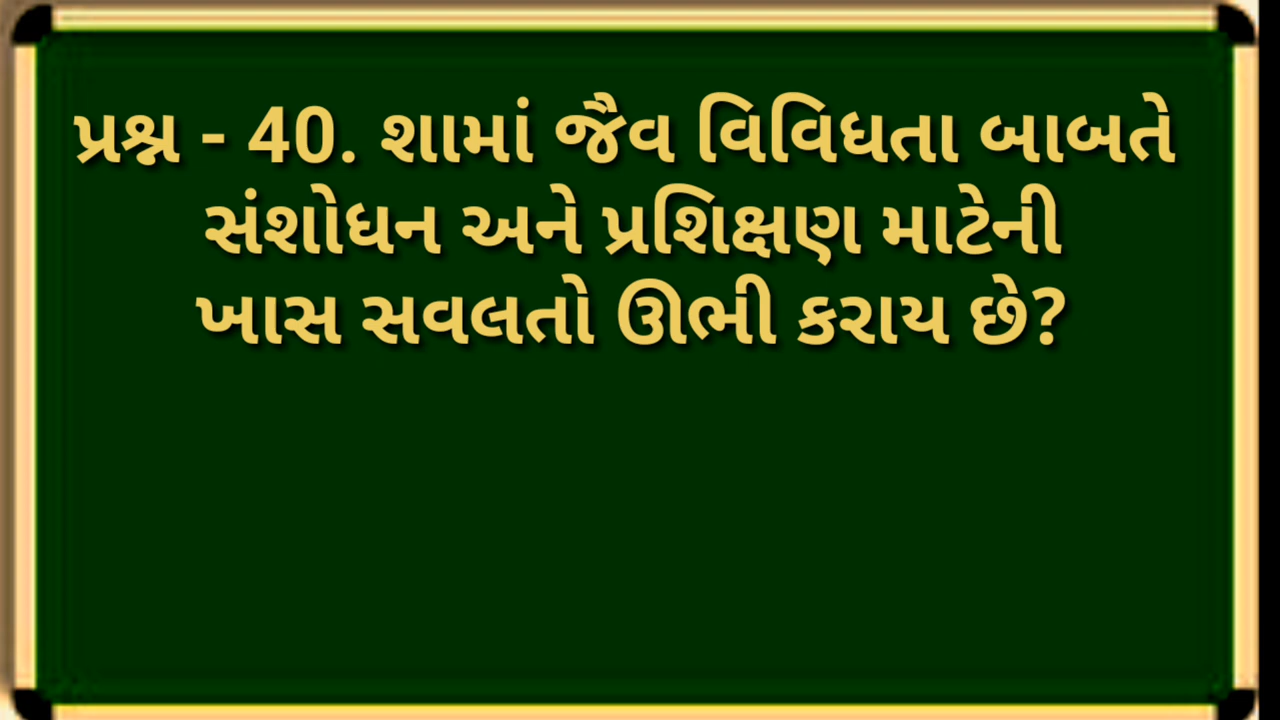 પ્રશ્ન - 40. શામાં જૈવ વિવિધતા બાબતે
સંશોધન અને પ્રશિક્ષણ માટેની
ખાસ સવલતો ઊભી કરાય છે?